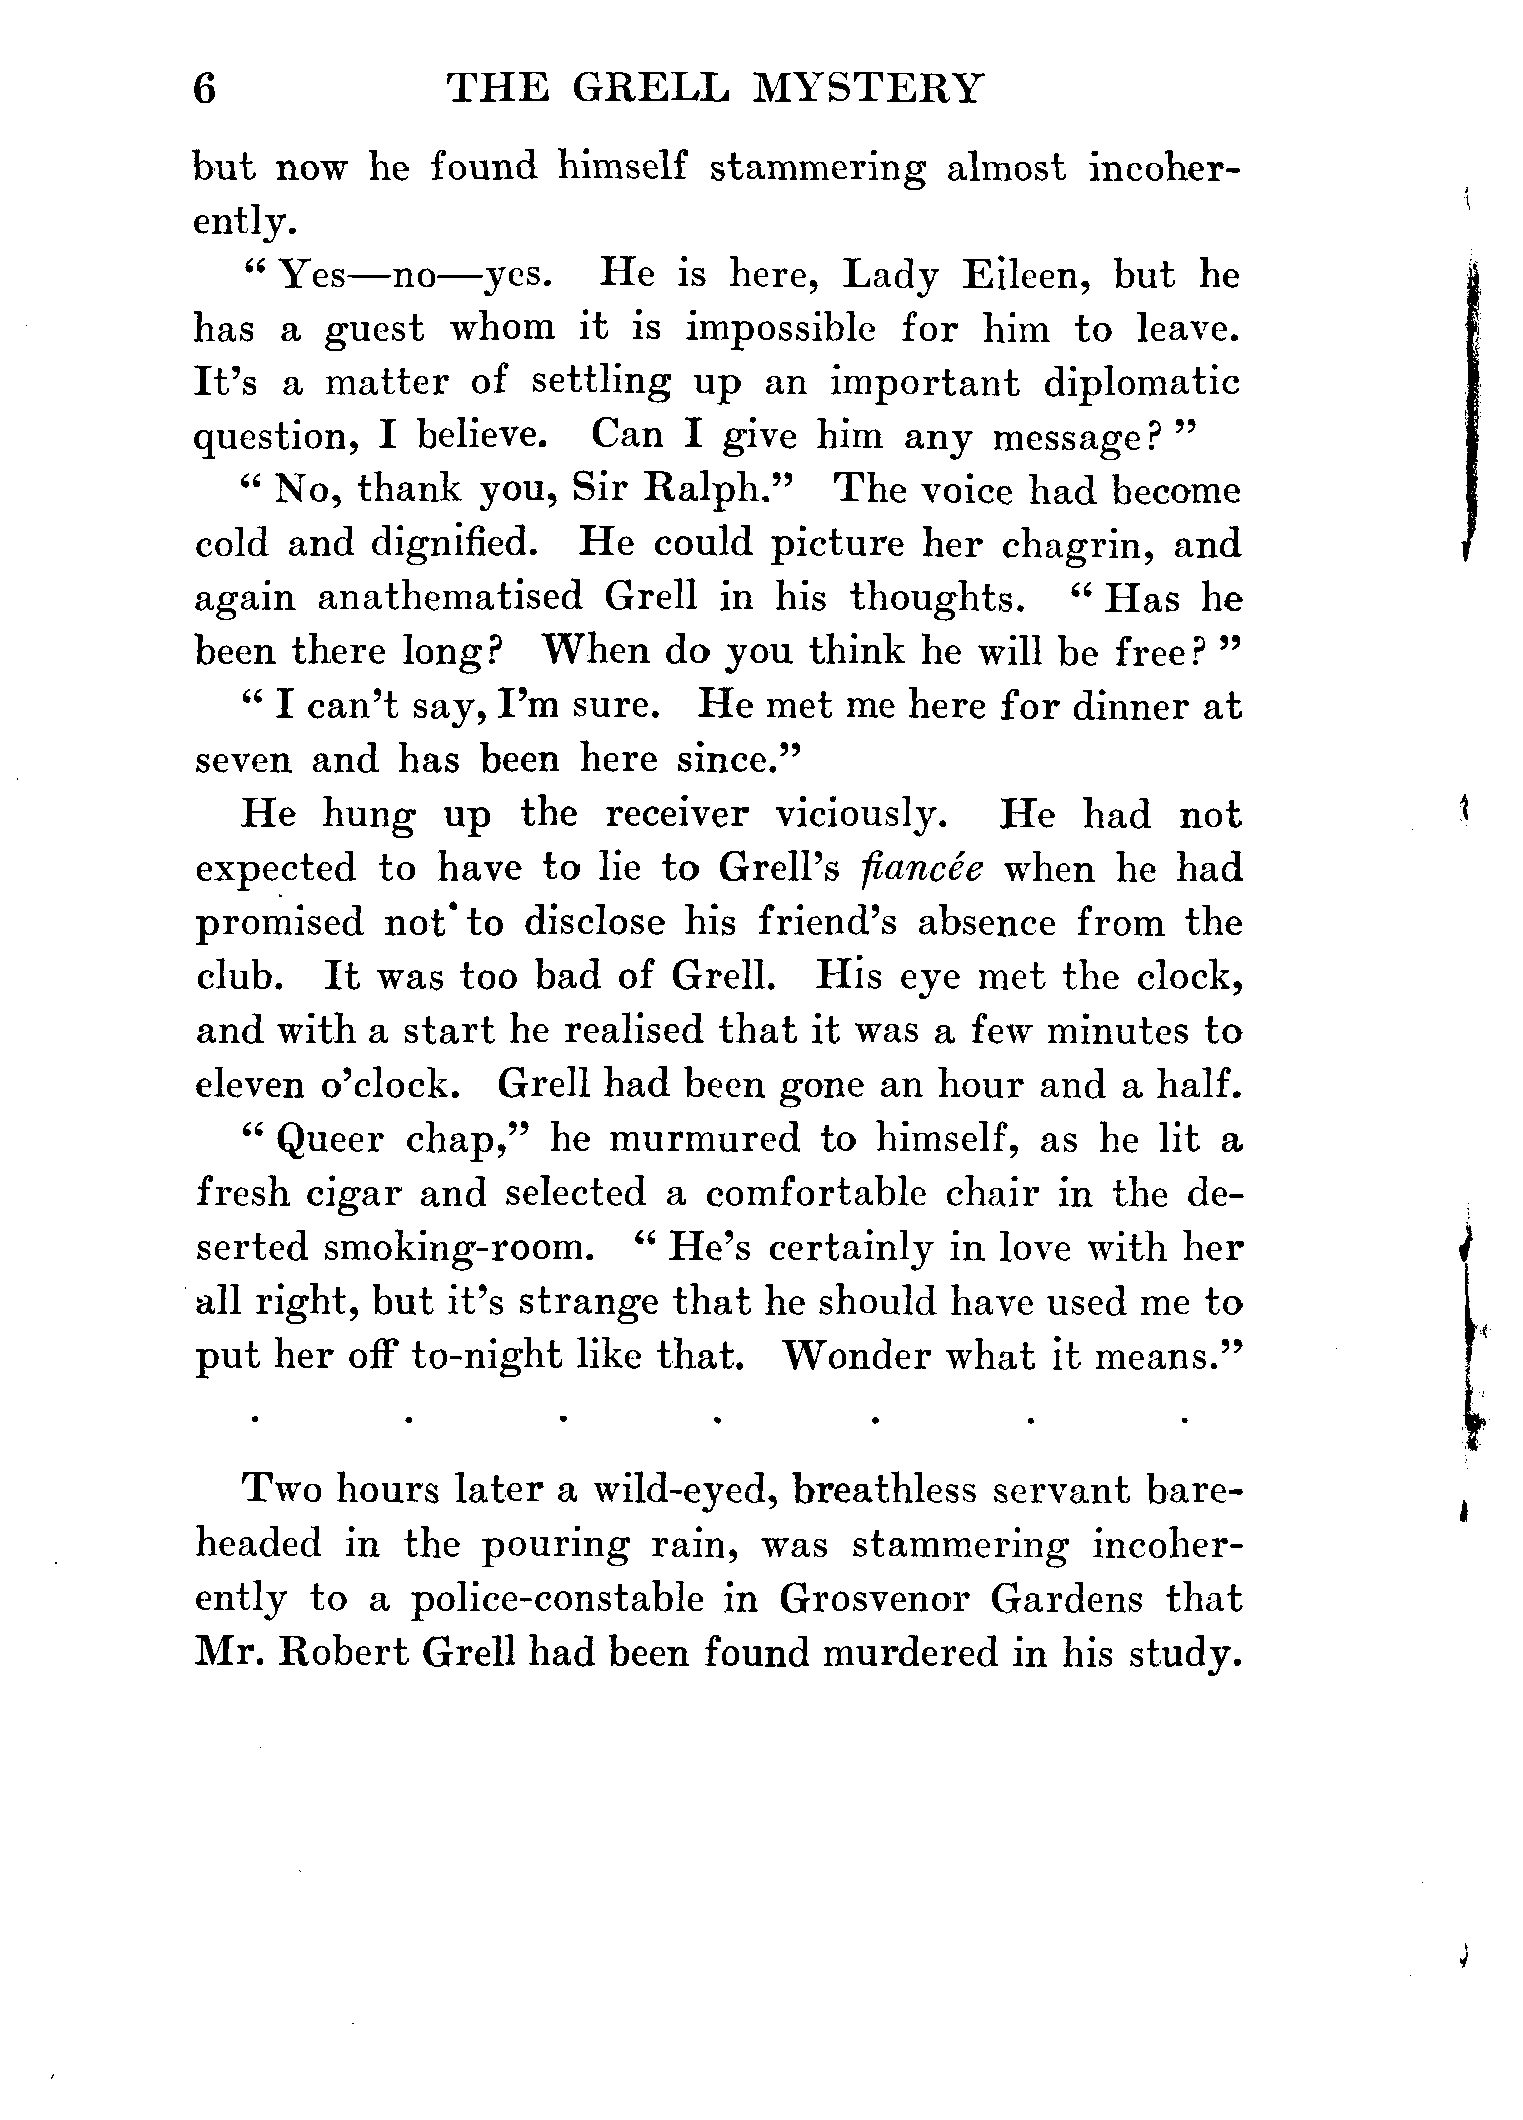 6 THE GRELL MYSTERY
but now he found himself stammering almost incoher-
ently.
“ Yes—no—yes. He is here, Lady Eileen, but he
has a guest whom it is impossible for him to leave.
It’s a matter of settling up an important diplomatic
question, I believe. Can I give him any message? ”
“ No, thank you, Sir Ralph.” The voice had become
cold and dignified. He could picture her chagrin, and
again anathematised Grell in his thoughts. “ Has he
been there long? When do you think he will be free? ”
“ I can’t say, I’m sure. He met me here for dinner at
seven and has been here since.”
He hung up the receiver viciously. He had not
expected to have to lie to Grell’s fiancée when he had
promised not to disclose his friend’s absence from the
club. It was too bad of Grell. His eye met the clock,
and with a start he realised that it was a few minutes to
eleven o’clock. Grell had been gone an hour and a half.
“ Queer chap,” he murmured to himself, as he lit a
fresh cigar and selected a comfortable chair in the de-
serted smoking-room. “ He’s certainly in love with her
all right, but it’s strange that he should have used me to
put her off to-night like that. Wonder what it means.”
. . . . . . .
Two hours later a wild-eyed, breathless servant bare-
headed in the pouring rain, was stammering incoher-
ently to a police-constable in Grosvenor Gardens that
Mr. Robert Grell had been found murdered in his study.